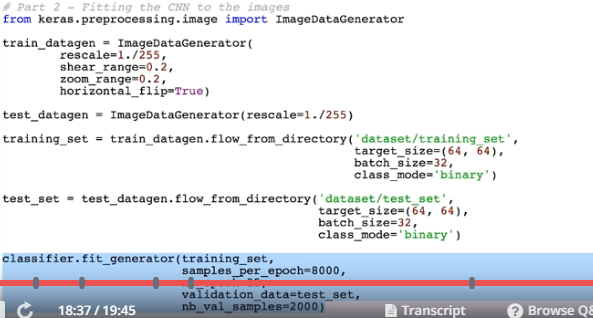 # Part 2 - Fitting the CNN to the images
from keras.preprocessing.image import ImageDataGenerator
train_datagen = ImageDataGenerator(
rescale=1./255,
shear_range=0.2,
zoom_range=0.2,
horizontal_flip=True)
test_datagen = ImageDataGenerator(rescale=1./255)
training_set = train_datagen.flow_from_directory('dataset/training_set',
target_size=(64, 64),
batch_size=32,
class_mode='binary')
test_set = test_datagen.flow_from_directory('dataset/test_set',
target_size=(64, 64),
batch_size=32,
class_mode='binary')
classifier.fit_generator(training_set,
samples_per_epoch=8000,
validation_data=test_set,
nb_val_samples=2000)
18:37 / 19:45
Transcript
Browse Q&